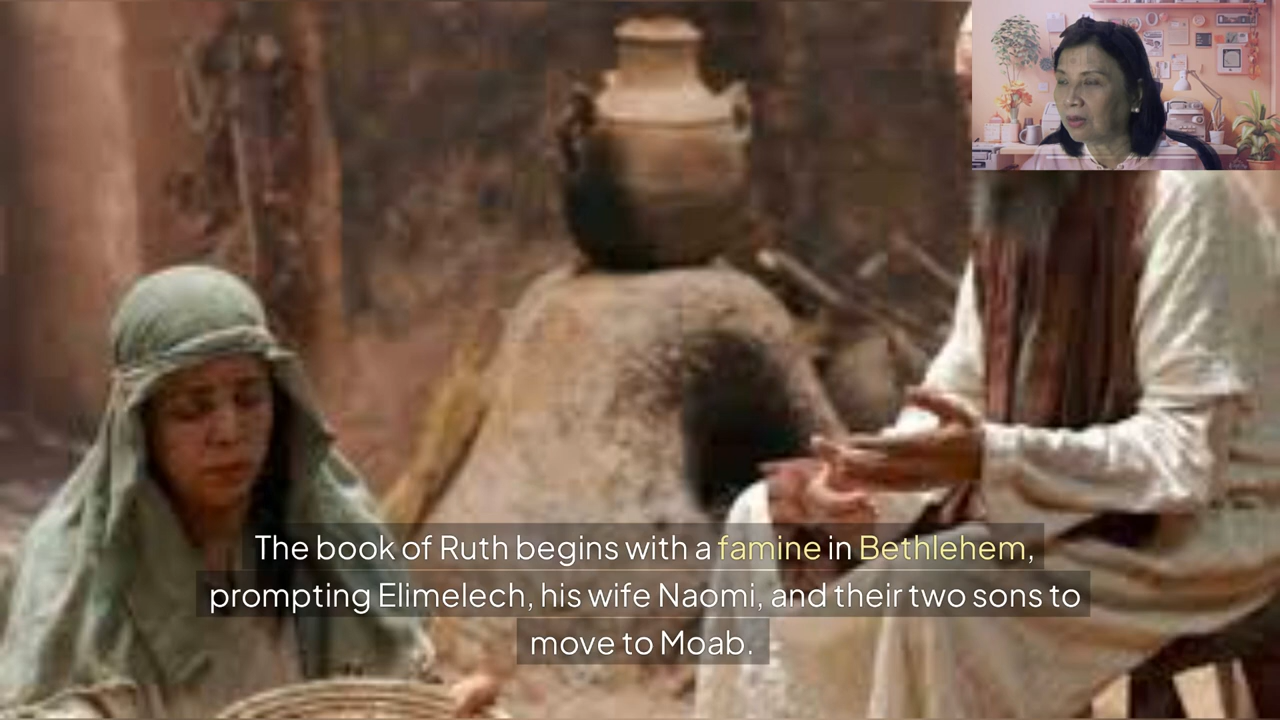 The book of Ruth begins with a famine in Bethlehem,
prompting Elimelech, his wife Naomi, and their two sons to
move to Moab.